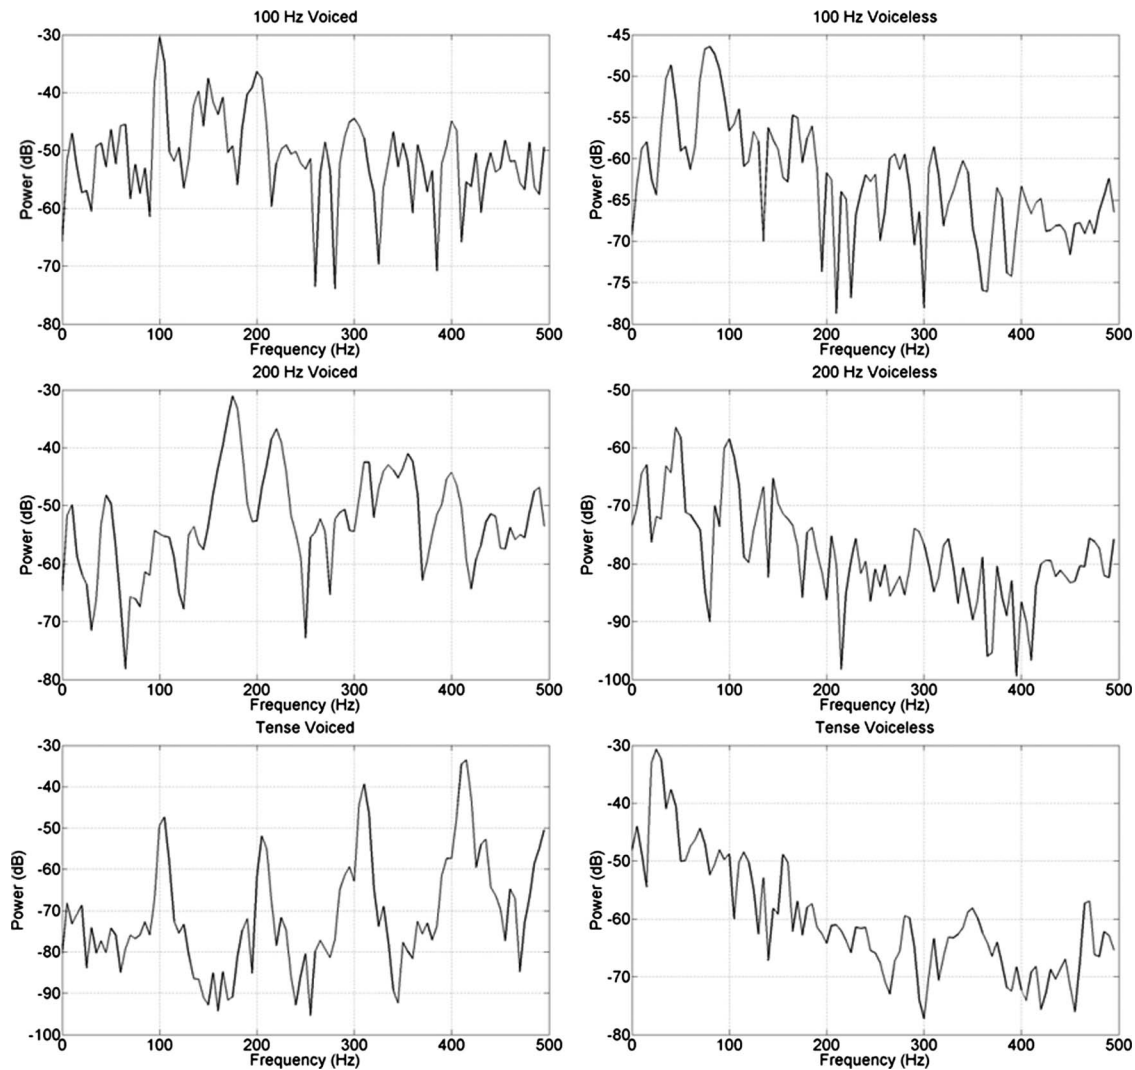 100 Hz Voiced
Power (dB)
-30
-40
-50
-60
-70
-80
0 100 200 300 400 500
Frequency (Hz)
100 Hz Voiceless
Power (dB)
-45
-50
-55
-60
-65
-70
-75
-80
0 100 200 300 400 500
Frequency (Hz)
200 Hz Voiced
Power (dB)
-30
-40
-50
-60
-70
-80
0 100 200 300 400 500
Frequency (Hz)
200 Hz Voiceless
Power (dB)
-50
-60
-70
-80
-90
-100
0 100 200 300 400 500
Frequency (Hz)
Tense Voiced
Power (dB)
-30
-40
-50
-60
-70
-80
-90
-100
0 100 200 300 400 500
Frequency (Hz)
Tense Voiceless
Power (dB)
-30
-40
-50
-60
-70
-80
0 100 200 300 400 500
Frequency (Hz)